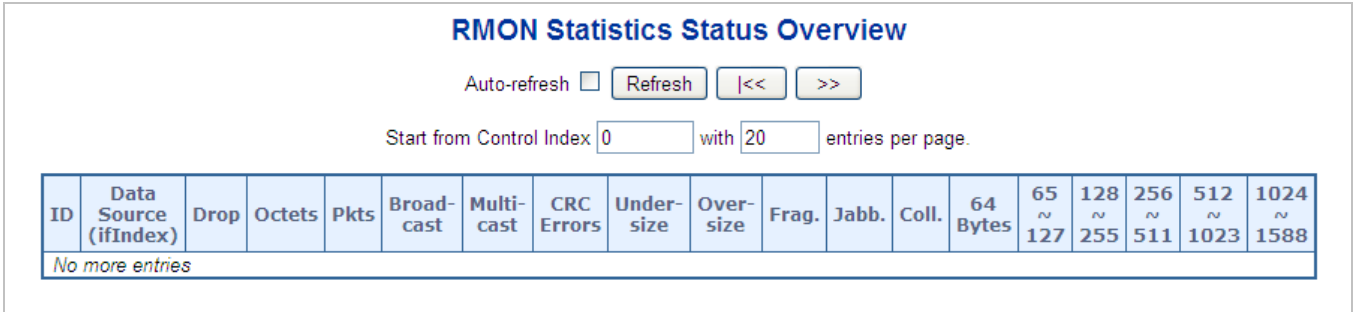 RMON Statistics Status Overview
Auto-refresh Refresh |<< >>
Start from Control Index 0 with 20 entries per page.
ID Data Source (ifIndex) Drop Octets Pkts Broad-cast Multi-cast CRC Errors Under-size Over-size Frag. Jabb. Coll. 64 Bytes 65 ~ 127 128 ~ 255 256 ~ 511 512 ~ 1023 1024 ~ 1588
No more entries